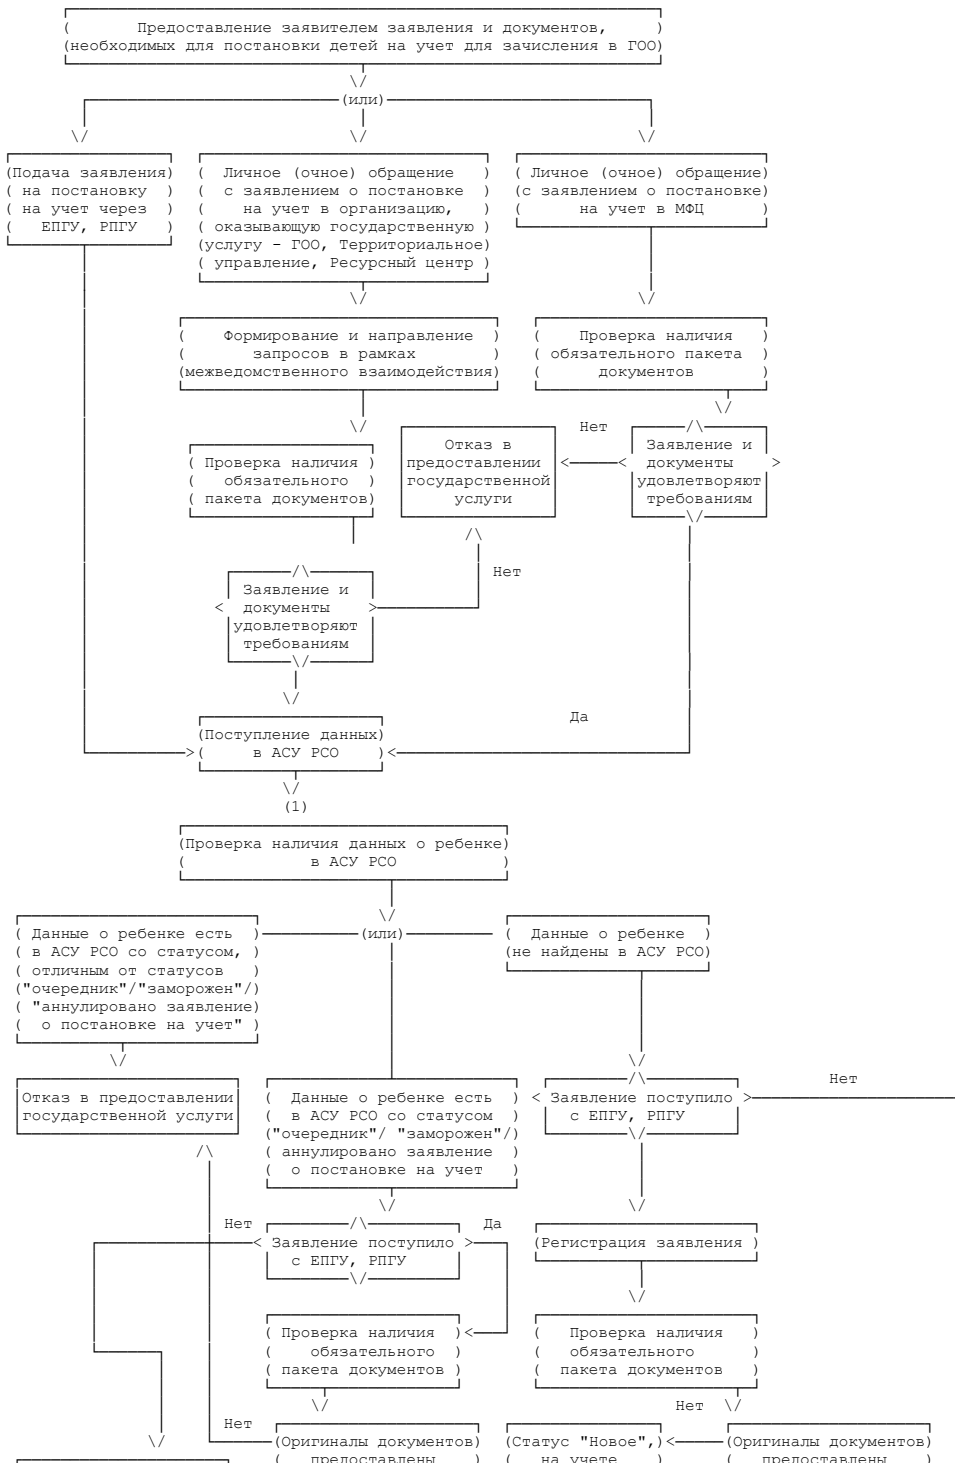 Предоставление заявителем заявления и документов,
необходимых для постановки детей на учет для зачисления в ГОО
(или)
Подача заявления
на постановку
на учет через
ЕПГУ, РПГУ
Личное (очное) обращение
с заявлением о постановке
на учет в организацию,
оказывающую государственную
услугу - ГОО, Территориальное
управление, Ресурсный центр
Личное (очное) обращение
с заявлением о постановке
на учет в МФЦ
Формирование и направление
запросов в рамках
межведомственного взаимодействия
Проверка наличия
обязательного пакета
документов
Нет
Проверка наличия
обязательного
пакета документов
Отказ в
предоставлении
государственной
услуги
Заявление и
документы
удовлетворяют
требованиям
Нет
Заявление и
документы
удовлетворяют
требованиям
Да
Поступление данных
в АСУ РСО
(1)
Проверка наличия данных о ребенке
в АСУ РСО
(или)
Данные о ребенке есть
в АСУ РСО со статусом,
отличным от статусов
"очередник"/"заморожен"/
"аннулировано заявление
о постановке на учет"
Данные о ребенке
не найдены в АСУ РСО
Нет
Отказ в предоставлении
государственной услуги
Данные о ребенке есть
в АСУ РСО со статусом
"очередник"/ "заморожен"/
аннулировано заявление
о постановке на учет
Заявление поступило
с ЕПГУ, РПГУ
Нет
Да
Заявление поступило
с ЕПГУ, РПГУ
Регистрация заявления
Проверка наличия
обязательного
пакета документов
Проверка наличия
обязательного
пакета документов
Нет
Нет
Оригиналы документов
предоставлены
Статус "Новое",
на учете
Оригиналы документов
предоставлены